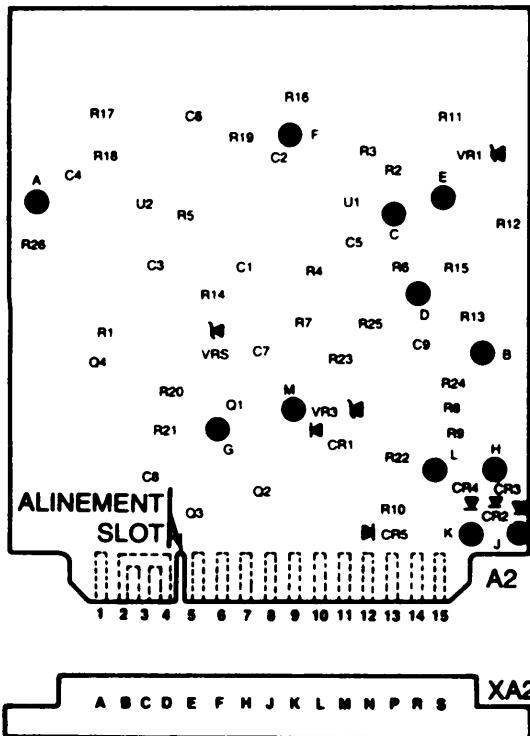 R16
R17 C6 R11
R19 F
R18 C2 R3 VR1
A C4 R2 E
U2 R5 U1 R12
C
R26 C5
C3 C1 R4 R6 R15
R14
D R13
R1 R7 R25
VRS C7 C9 B
Q4 R23
R20 M R24
Q1 VR3 R8
R21 G CR1 R9
R22 L H
C8 CR4 CR3
ALINEMENT Q2
SLOT Q3 R10 CR2
CR5 K J
A2
1 2 3 4 5 6 7 8 9 10 11 12 13 14 15
XA2
A B C D E F H J K L M N P R S